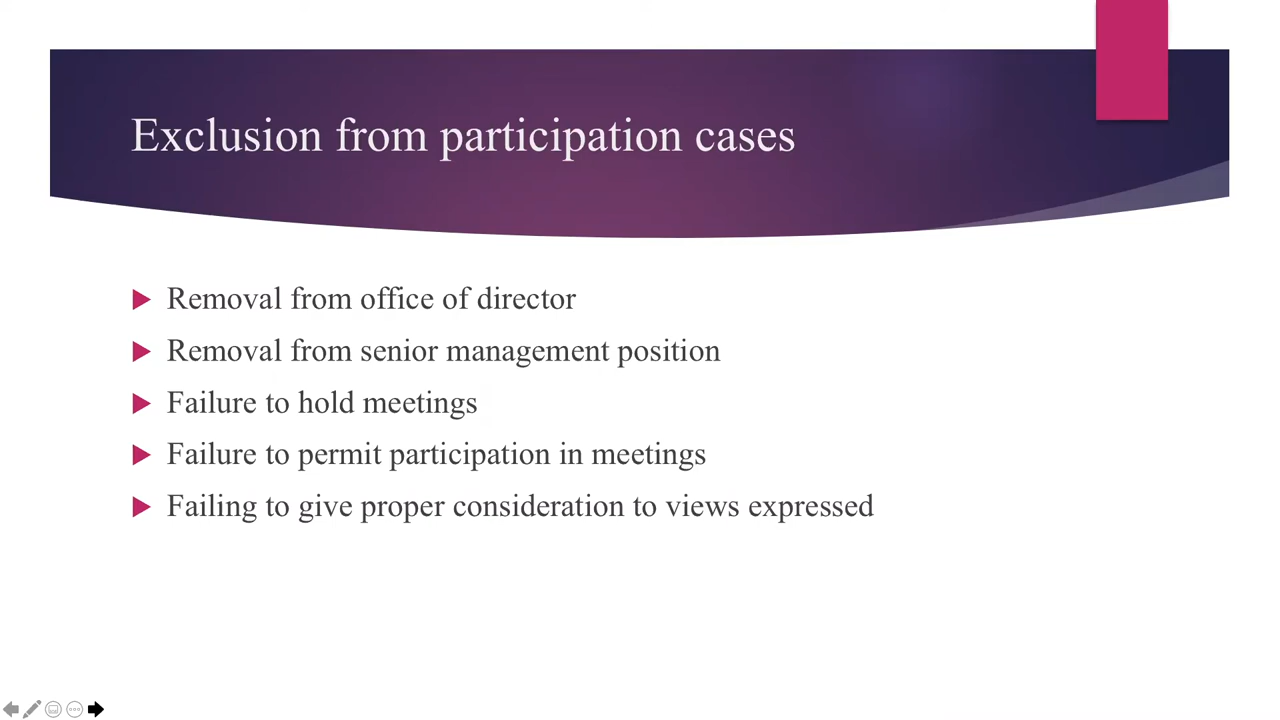 Exclusion from participation cases
Removal from office of director
Removal from senior management position
Failure to hold meetings
Failure to permit participation in meetings
Failing to give proper consideration to views expressed